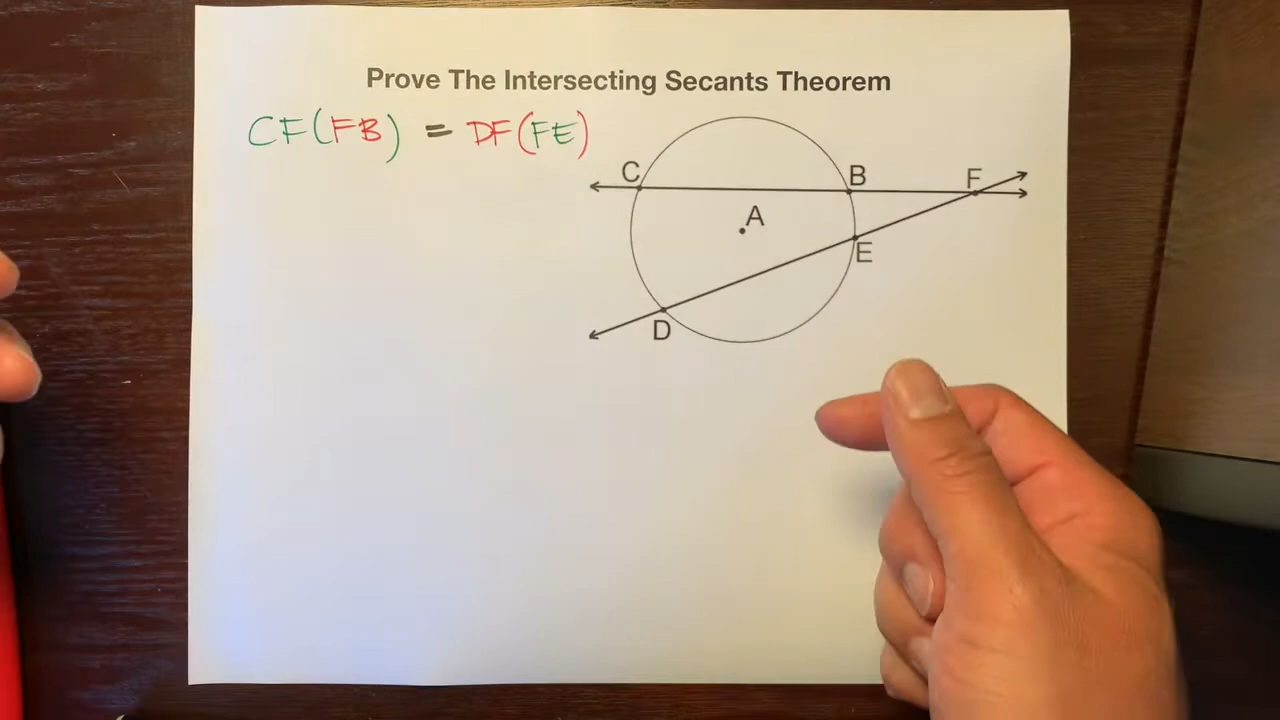 Prove The Intersecting Secants Theorem
CF(FB) = DF(FE)
C
B
F
A
E
D